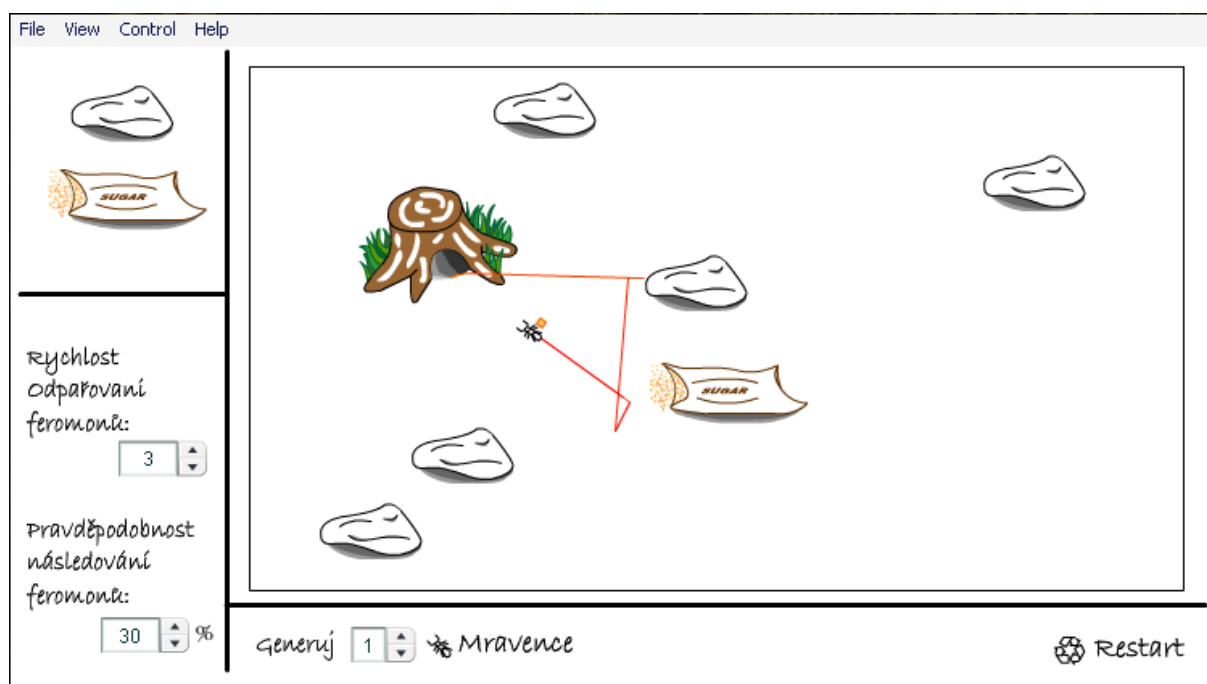 File View Control Help
SUGAR
SUGAR
Rychlost
Odpařovaní
feromonů:
3
Pravděpodobnost
následování
feromonů:
30 %
Generuj 1 Mravence
Restart